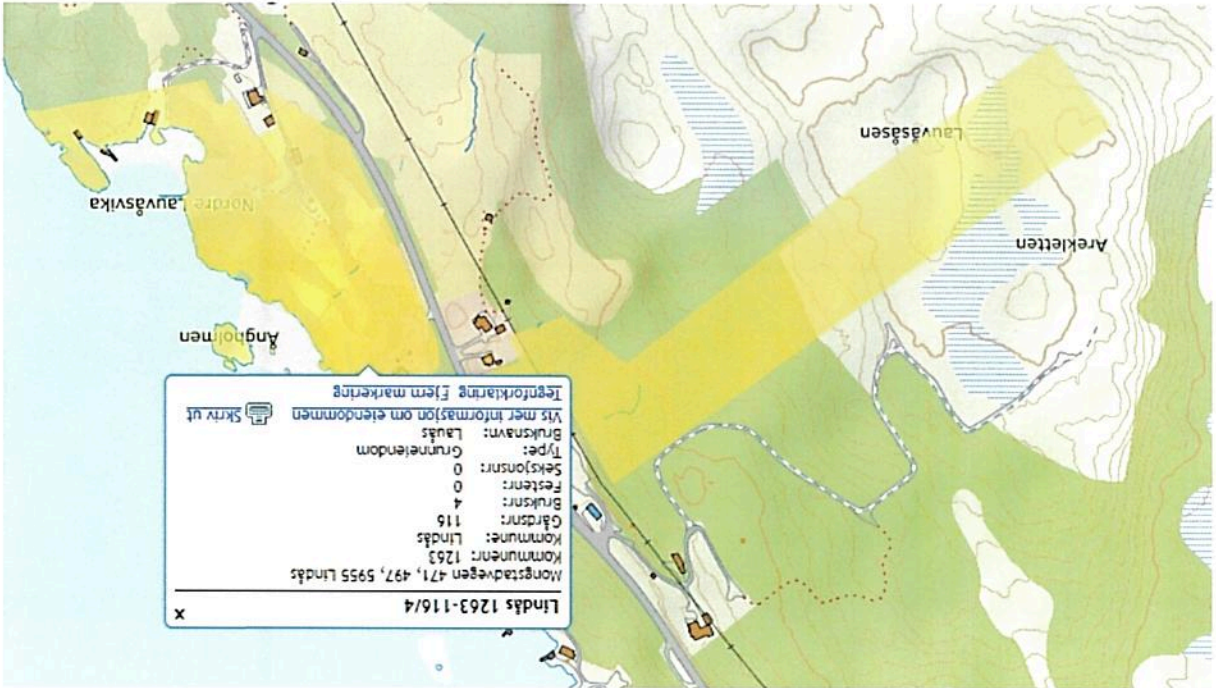 Lindås 1263-116/4
X
Mongstadvegen 471, 497, 5955 Lindås
Kommunenr: 1263
Kommune: Lindås
Gårdsnr: 116
Bruksnr: 4
Festenr: 0
Seksjonsnr: 0
Type: Grunneiendom
Bruksnavn: Lauås
Vis mer informasjon om eiendommen Skriv ut
Tegnforklaring Fjern markering
Ångholmen
Arekletten
Nordre Lauvåsvika
Lauvåsåsen